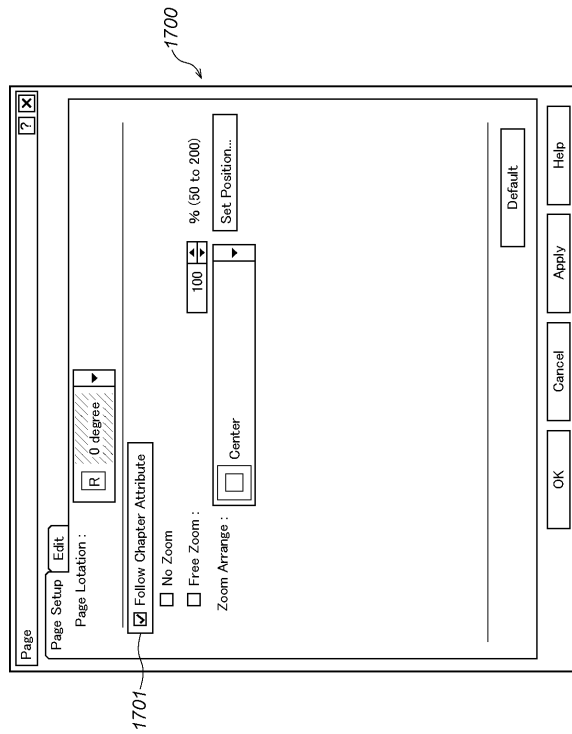 1700
Page
? X
Page Setup Edit
Page Lotation :
R 0 degree
1701
Follow Chapter Attribute
No Zoom
Free Zoom : 100 % (50 to 200)
Zoom Arrange : Center Set Position...
Default
OK Cancel Apply Help